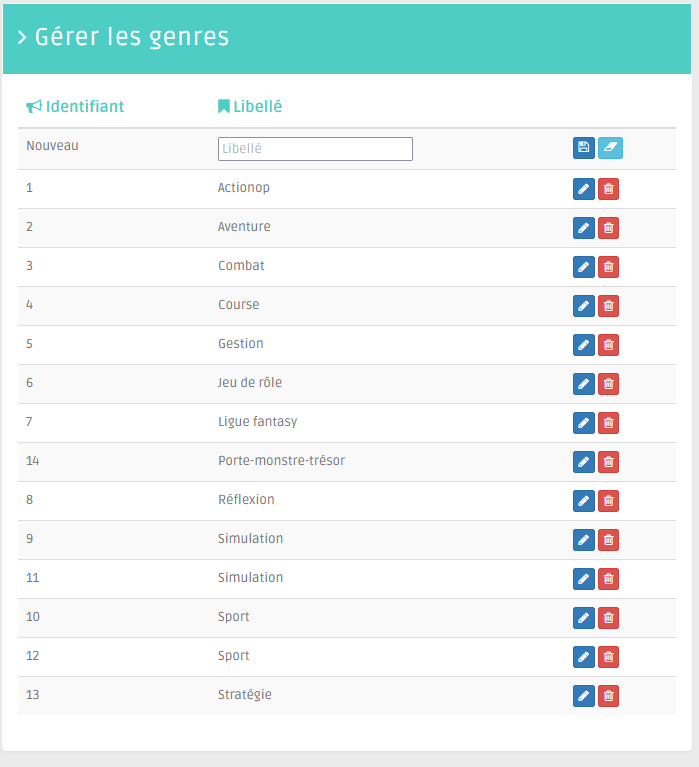 Gérer les genres
Identifiant Libellé
Nouveau Libellé
1 Actionop
2 Aventure
3 Combat
4 Course
5 Gestion
6 Jeu de rôle
7 Ligue fantasy
14 Porte-monstre-trésor
8 Réflexion
9 Simulation
11 Simulation
10 Sport
12 Sport
13 Stratégie